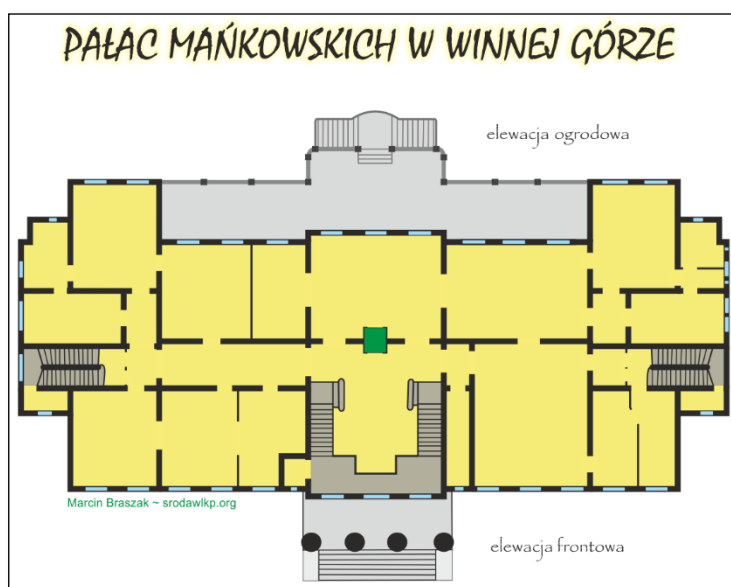 PAŁAC MAŃKOWSKICH W WINNEJ GÓRZE
elewacja ogrodowa
Marcin Braszak ~ srodawlkp.org
elewacja frontowa